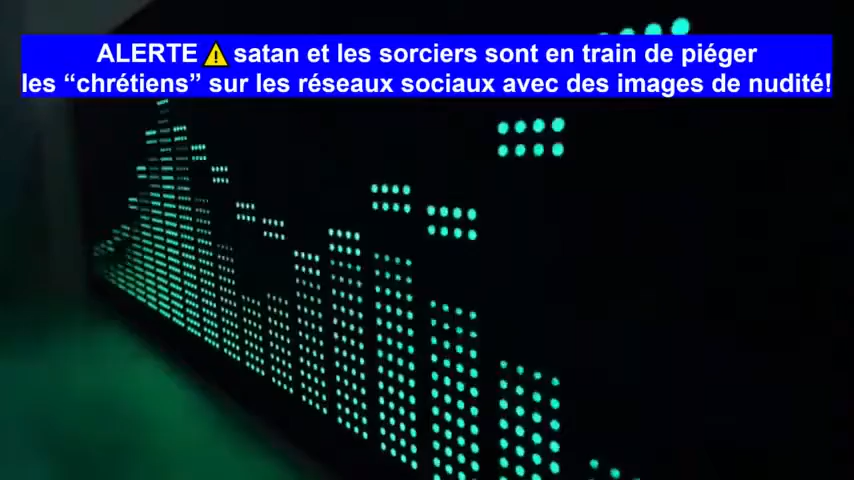 ALERTE ⚠ satan et les sorciers sont en train de piéger
les “chrétiens” sur les réseaux sociaux avec des images de nudité!